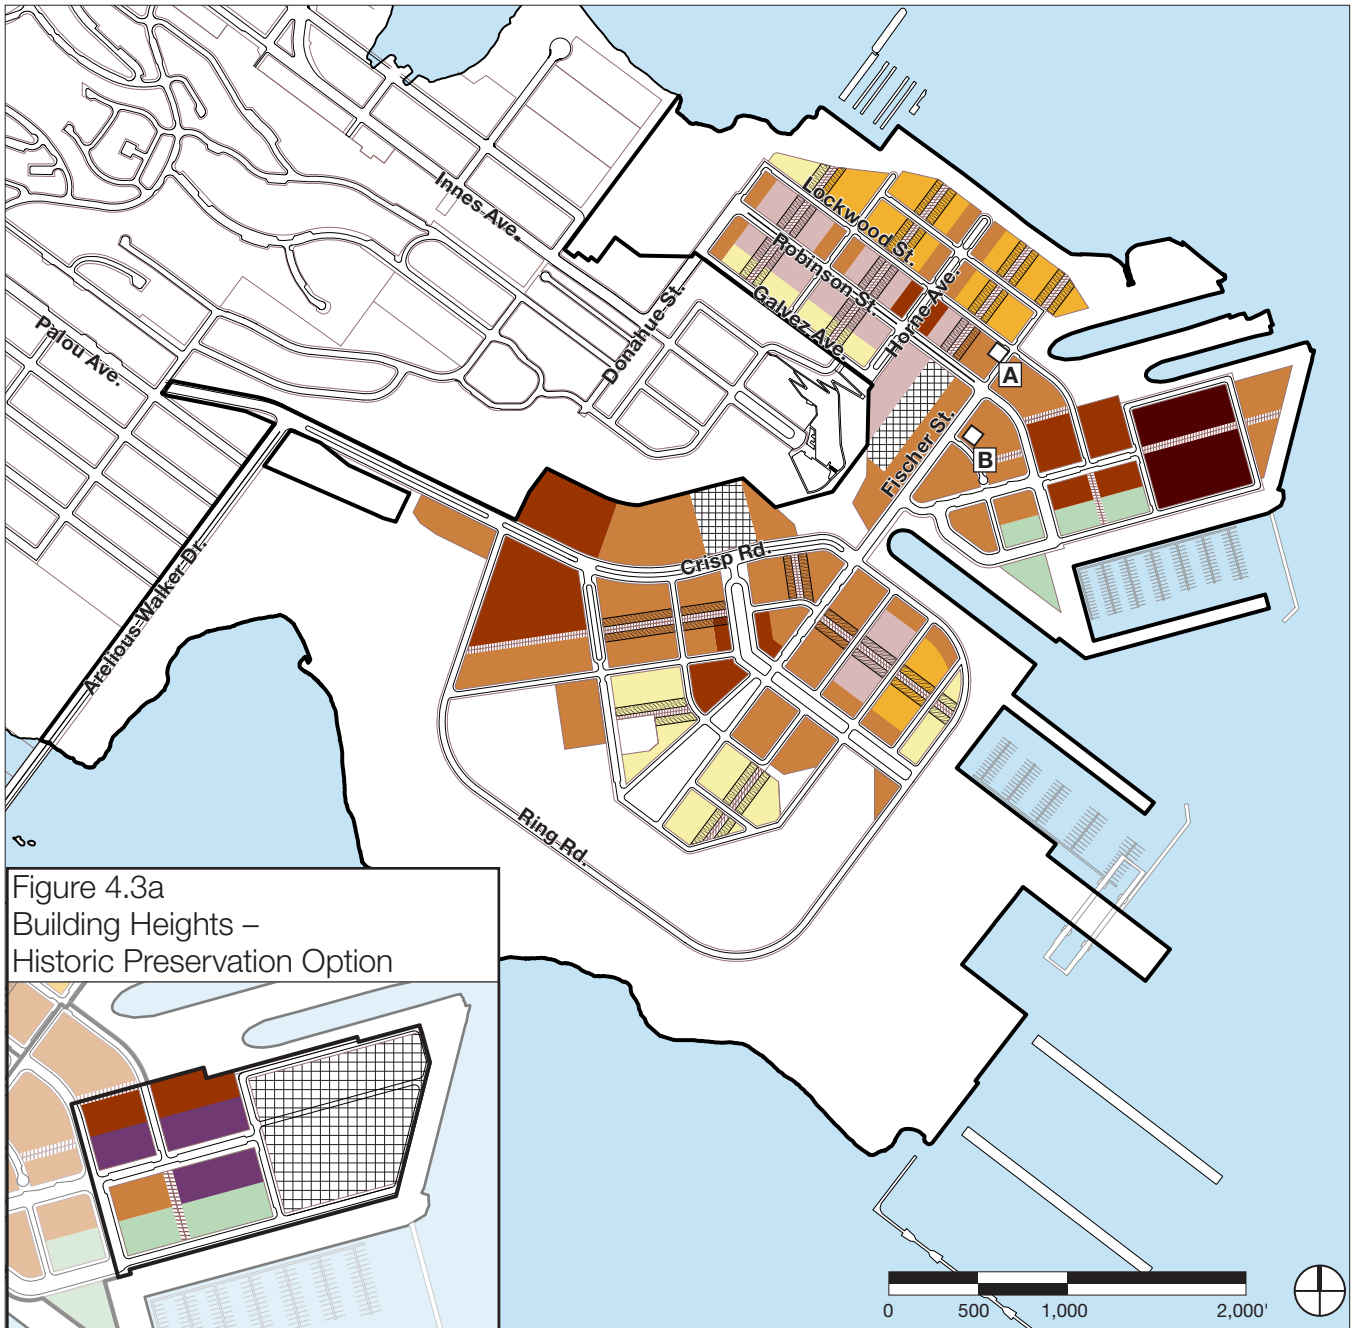 Innes Ave.
Lockwood St.
Robinson St.
Galvez Ave.
Horne Ave.
Donahue St.
Palou Ave.
A
Fischer St.
B
Crisp Rd.
Arelious Walker Dr.
Ring Rd.
Figure 4.3a
Building Heights –
Historic Preservation Option
0 500 1,000 2,000'